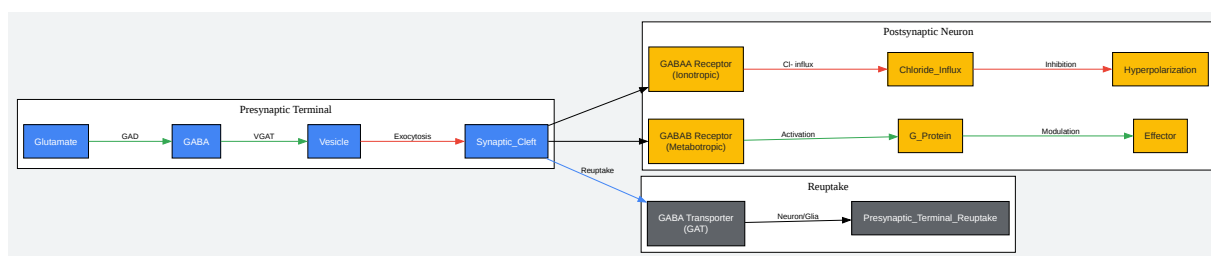 Postsynaptic Neuron
GABAA Receptor
(Ionotropic)
Cl- influx
Chloride_Influx
Inhibition
Hyperpolarization
Presynaptic Terminal
Glutamate
GAD
GABA
VGAT
Vesicle
Exocytosis
Synaptic_Cleft
GABAB Receptor
(Metabotropic)
Activation
G_Protein
Modulation
Effector
Reuptake
Reuptake
GABA Transporter
(GAT)
Neuron/Glia
Presynaptic_Terminal_Reuptake